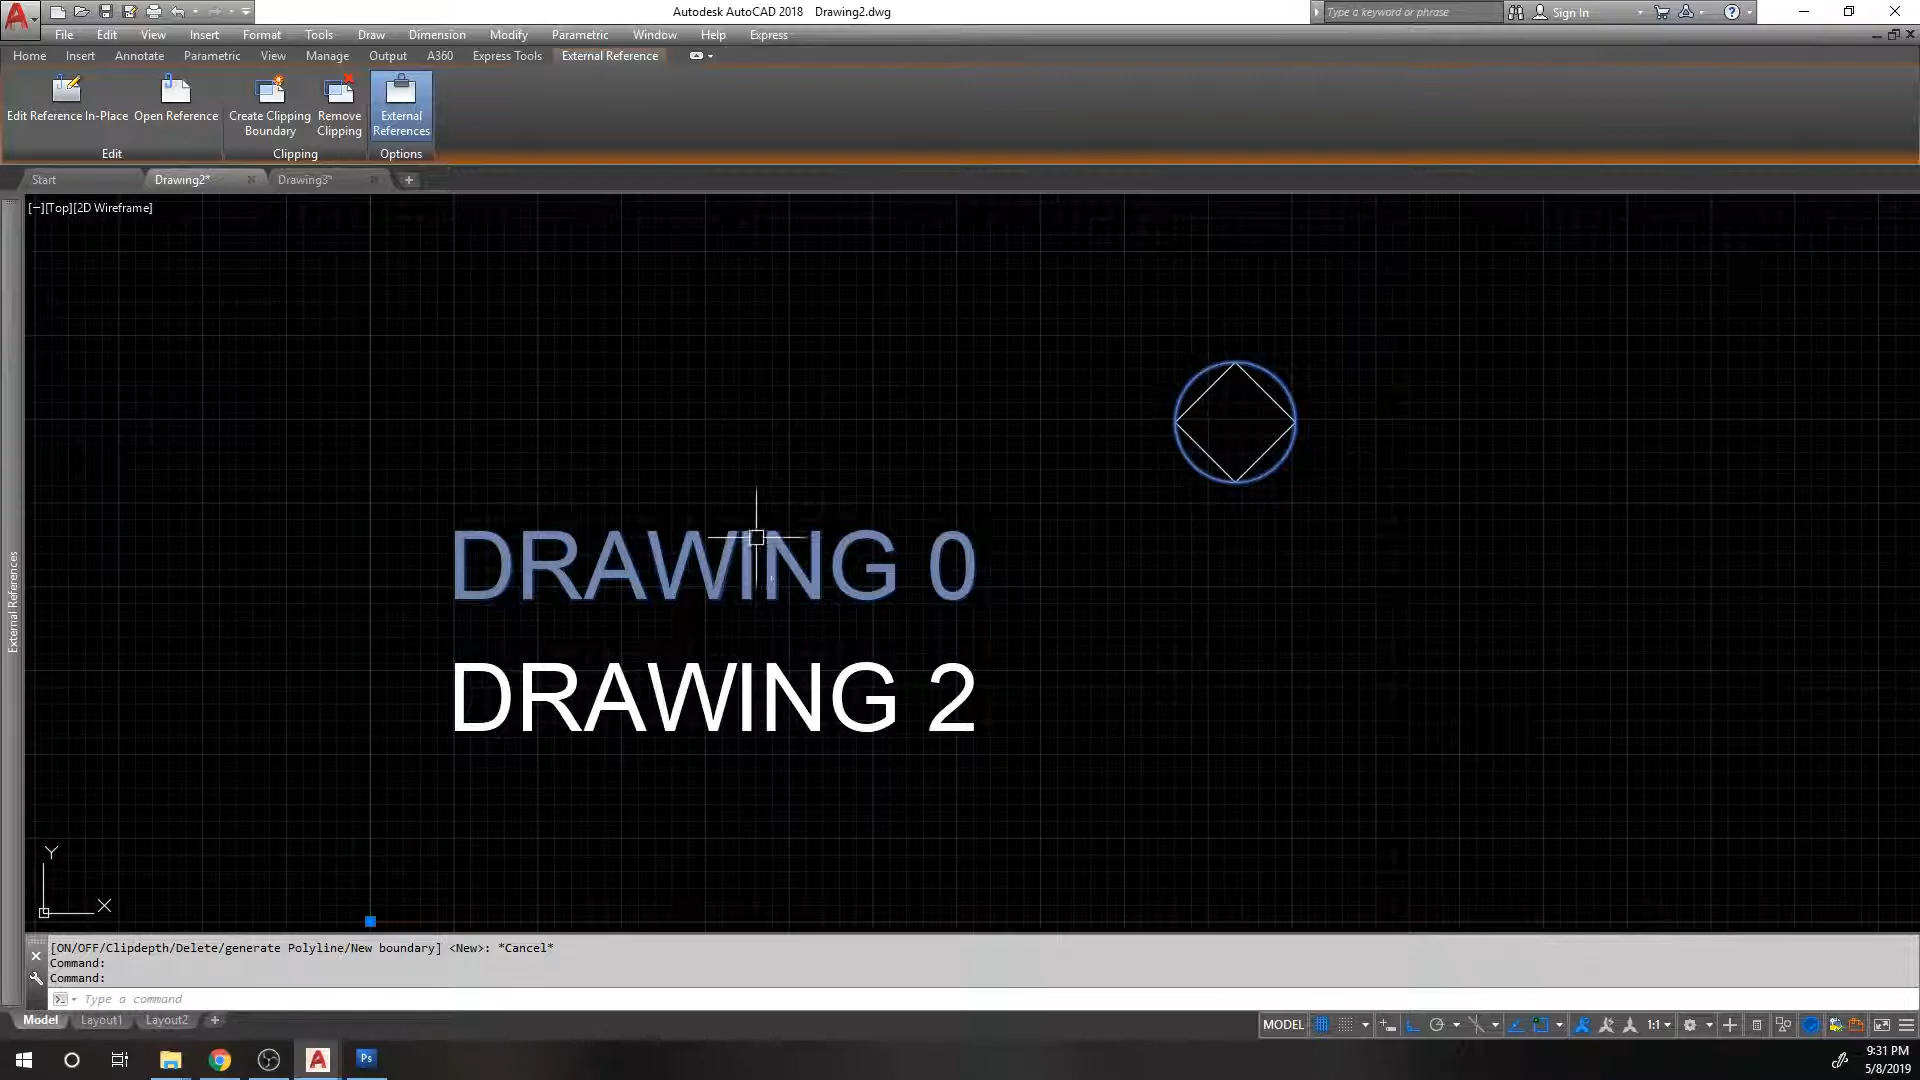 Autodesk AutoCAD 2018 Drawing2.dwg
Type a keyword or phrase
Sign In
File Edit View Insert Format Tools Draw Dimension Modify Parametric Window Help Express
Home Insert Annotate Parametric View Manage Output A360 Express Tools External Reference
Edit Reference In-Place Open Reference
Create Clipping
Boundary
Remove
Clipping
External
References
Edit Clipping Options
Start Drawing2* Drawing3*
[−][Top][2D Wireframe]
DRAWING 0
DRAWING 2
External References
Y
X
[ON/OFF/Clipdepth/Delete/generate Polyline/New boundary] <New>: *Cancel*
Command:
Command:
Type a command
Model Layout1 Layout2
MODEL 1:1
Ps
9:31 PM
5/8/2019